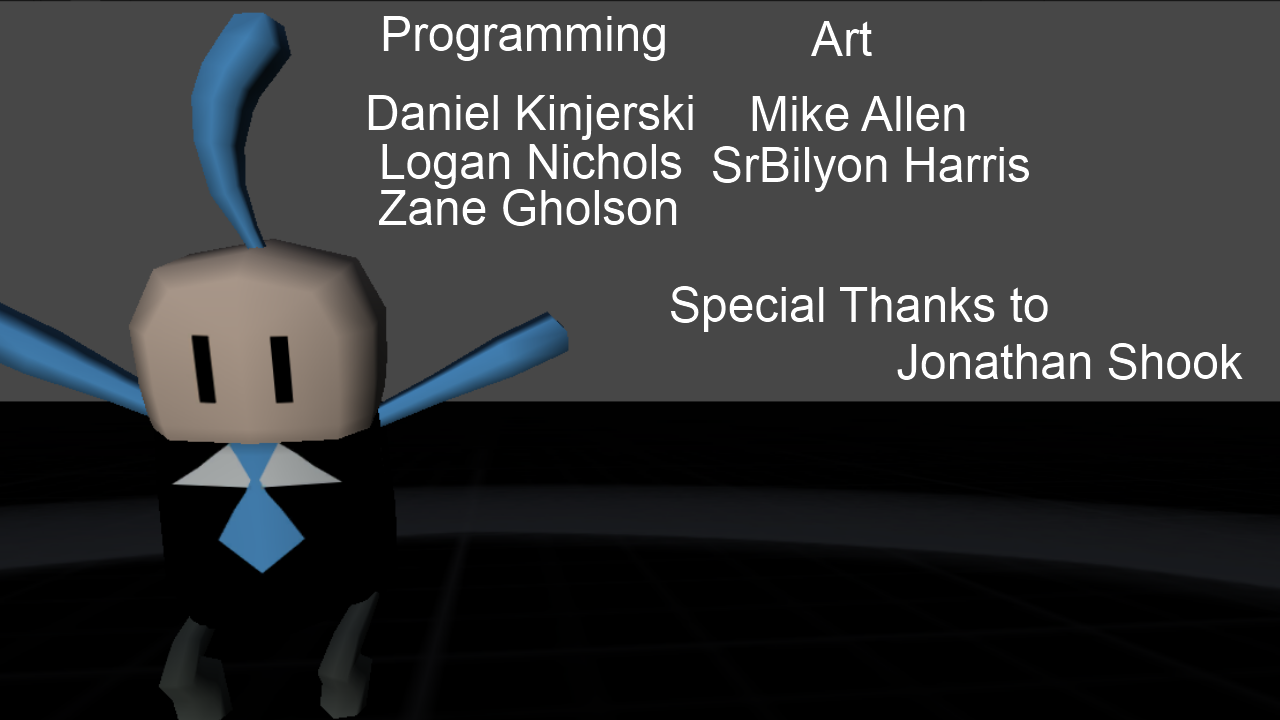 Programming
Daniel Kinjerski
Logan Nichols
Zane Gholson
Art
Mike Allen
SrBilyon Harris
Special Thanks to
Jonathan Shook